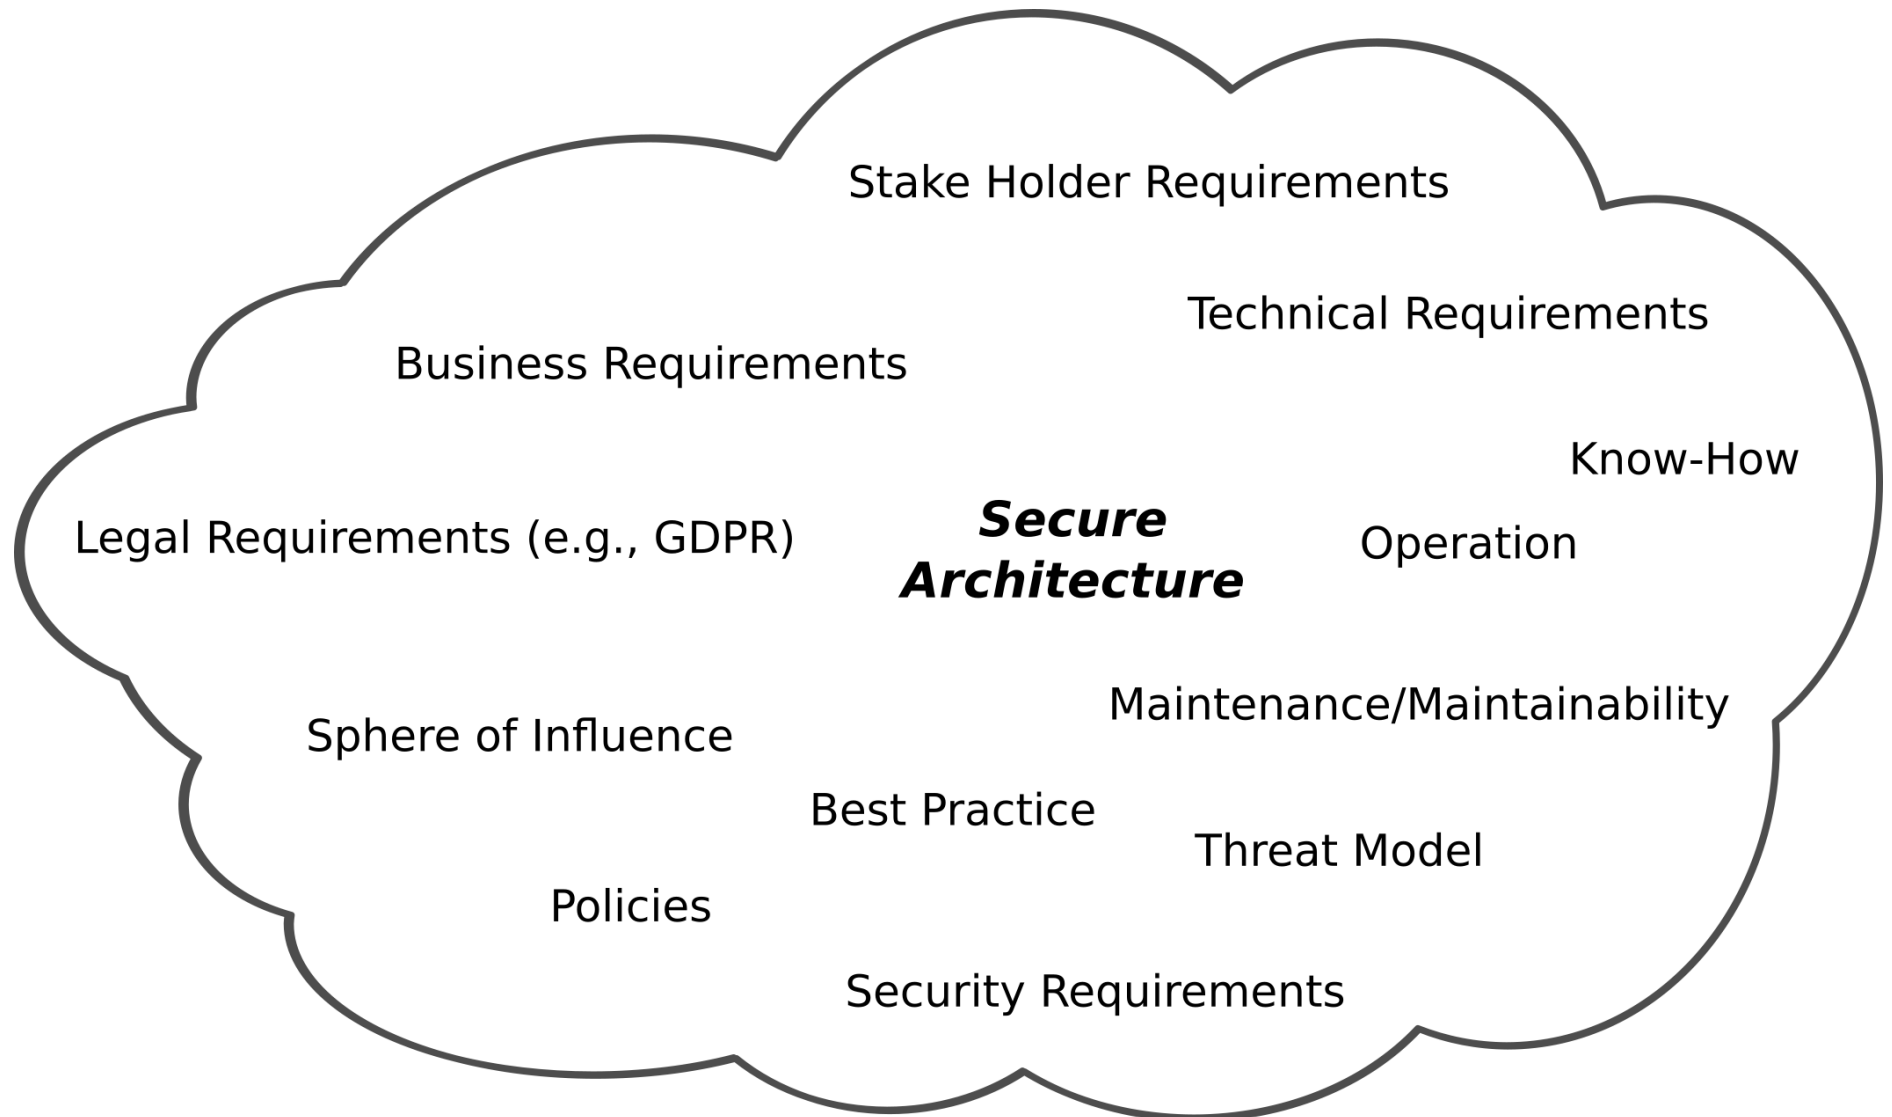 Stake Holder Requirements
Technical Requirements
Business Requirements
Know-How
Legal Requirements (e.g., GDPR)
Secure
Architecture
Operation
Sphere of Influence
Maintenance/Maintainability
Best Practice
Threat Model
Policies
Security Requirements